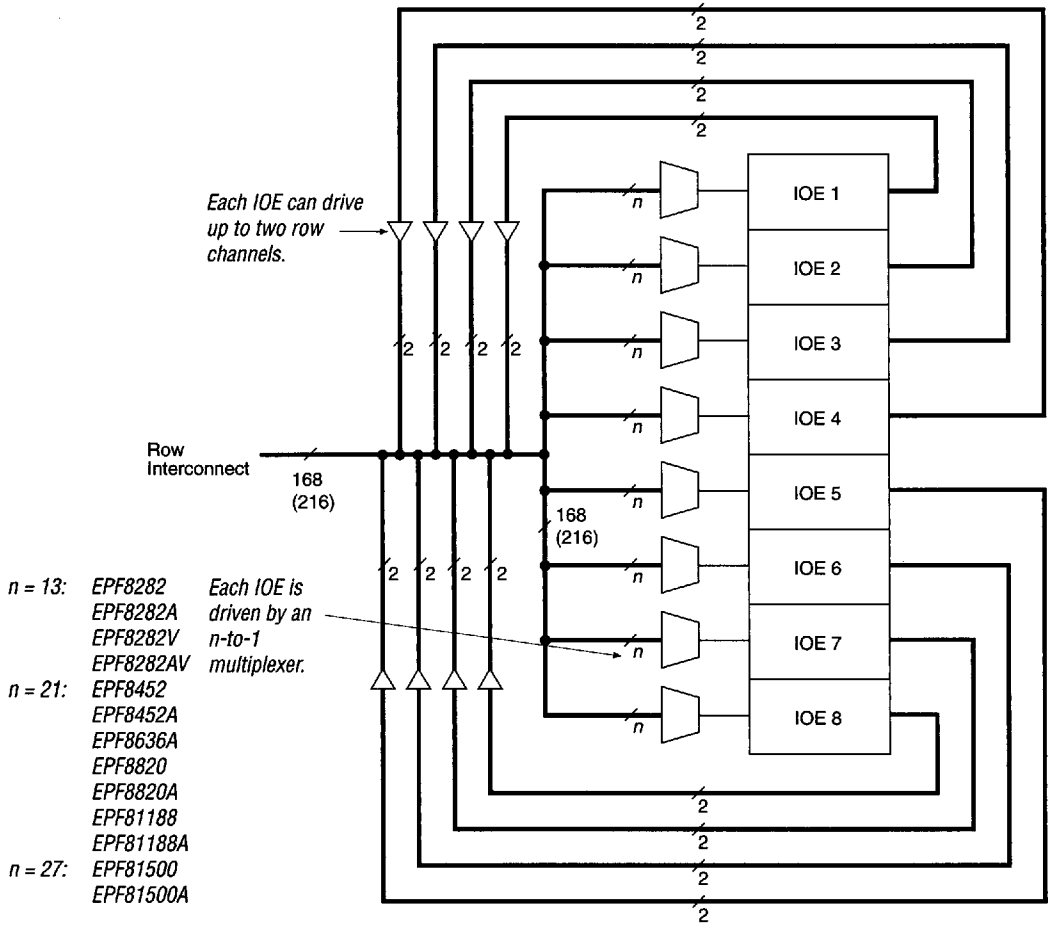 2
2
2
2
Each IOE can drive
up to two row
channels.
n
IOE 1
n
IOE 2
2 2 2 2
n
IOE 3
n
IOE 4
Row
Interconnect
168
(216)
n
IOE 5
168
(216)
2 2 2 2
n
IOE 6
n
IOE 7
n
IOE 8
Each IOE is
driven by an
n-to-1
multiplexer.
n = 13: EPF8282
EPF8282A
EPF8282V
EPF8282AV
n = 21: EPF8452
EPF8452A
EPF8636A
EPF8820
EPF8820A
EPF81188
EPF81188A
n = 27: EPF81500
EPF81500A
2
2
2
2